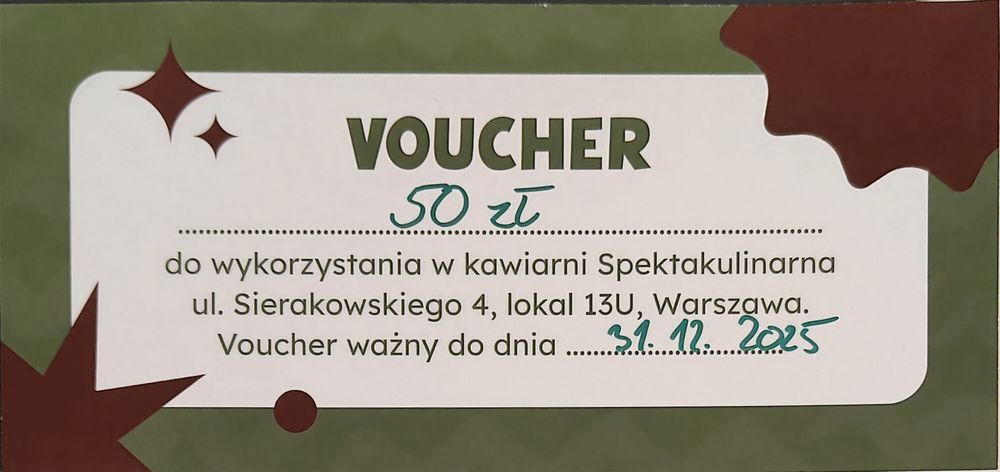 VOUCHER
50 zł
do wykorzystania w kawiarni Spektakulinarna
ul. Sierakowskiego 4, lokal 13U, Warszawa.
Voucher ważny do dnia 31. 12. 2025